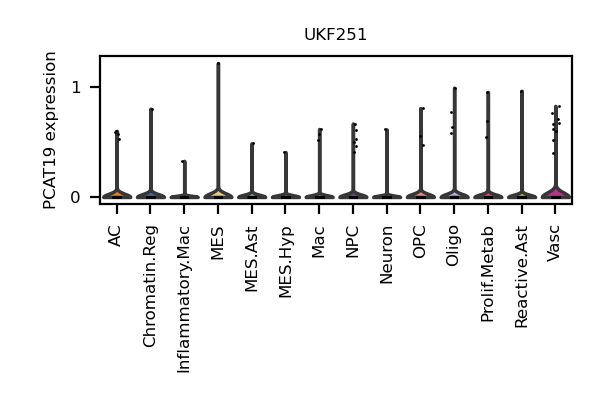 UKF251
PCAT19 expression
1
0
AC
Chromatin.Reg
Inflammatory.Mac
MES
MES.Ast
MES.Hyp
Mac
NPC
Neuron
OPC
Oligo
Prolif.Metab
Reactive.Ast
Vasc